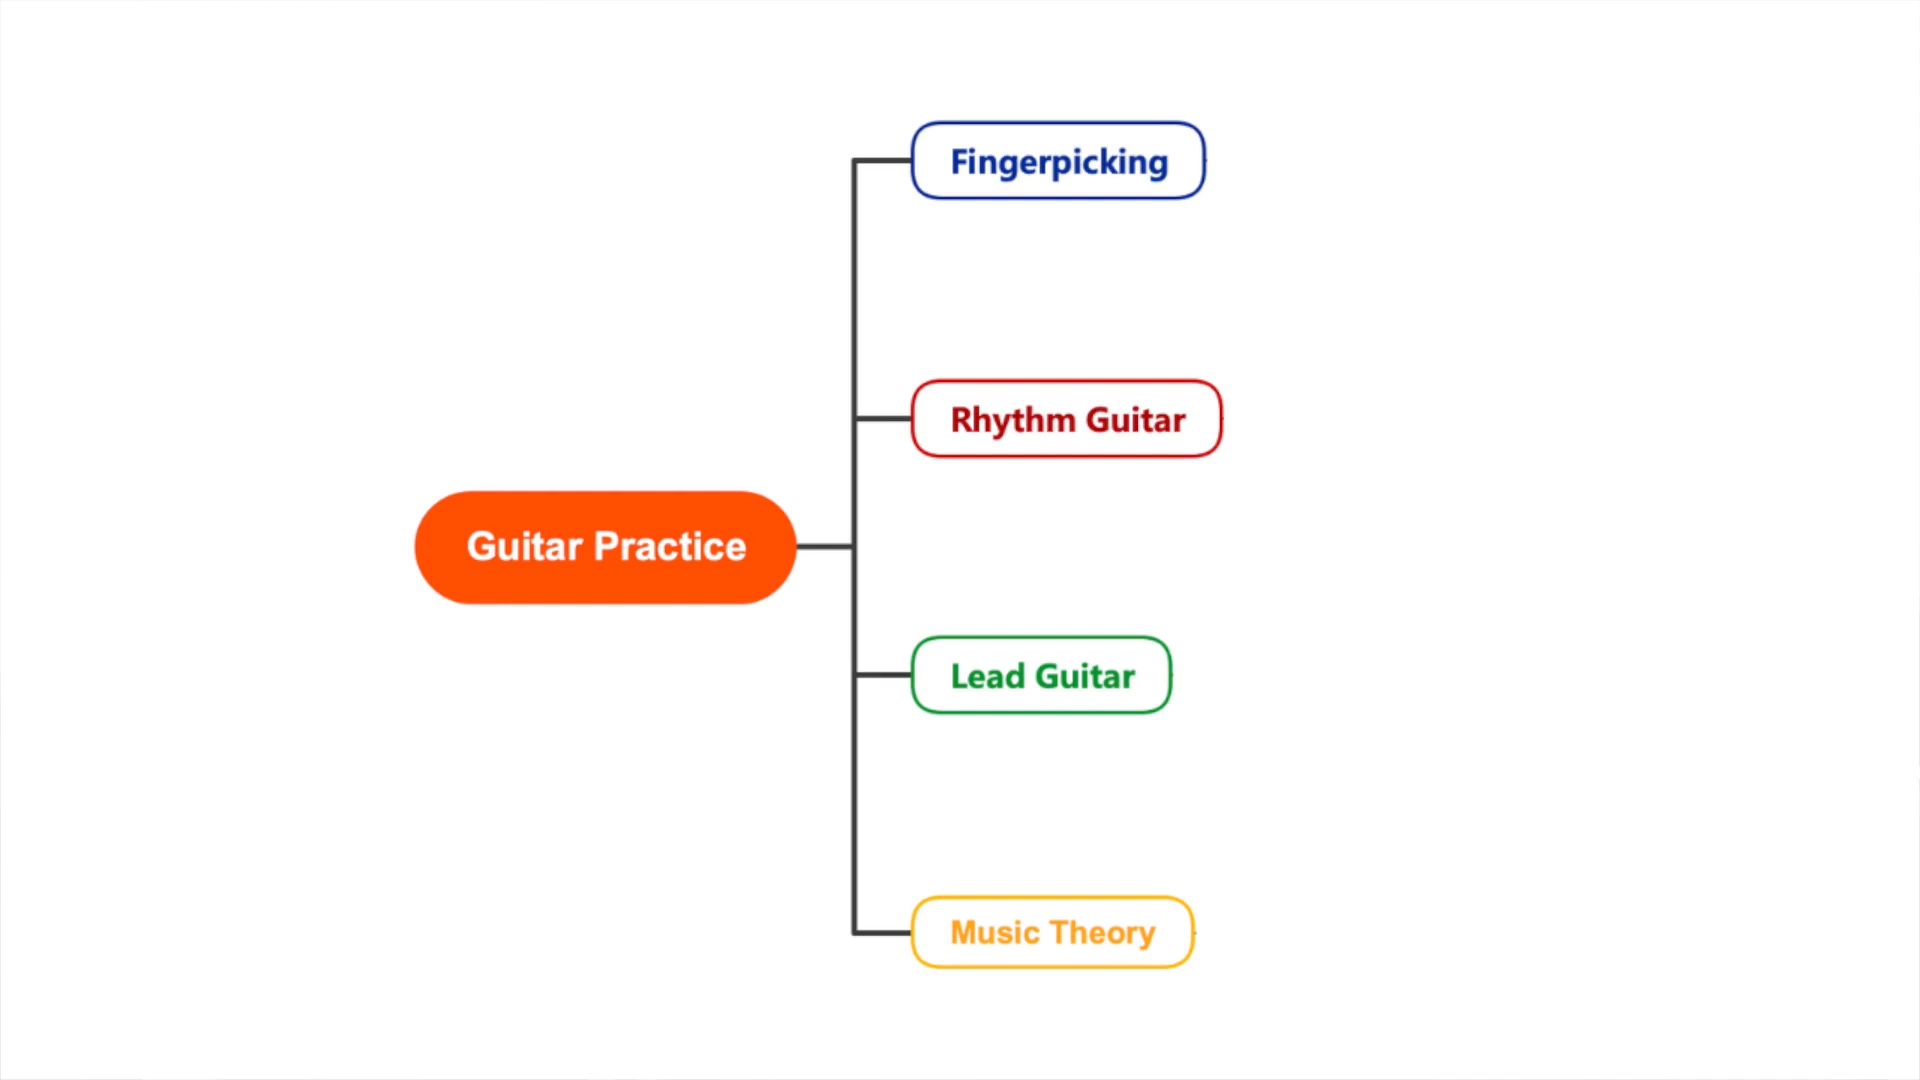 Fingerpicking
Rhythm Guitar
Guitar Practice
Lead Guitar
Music Theory